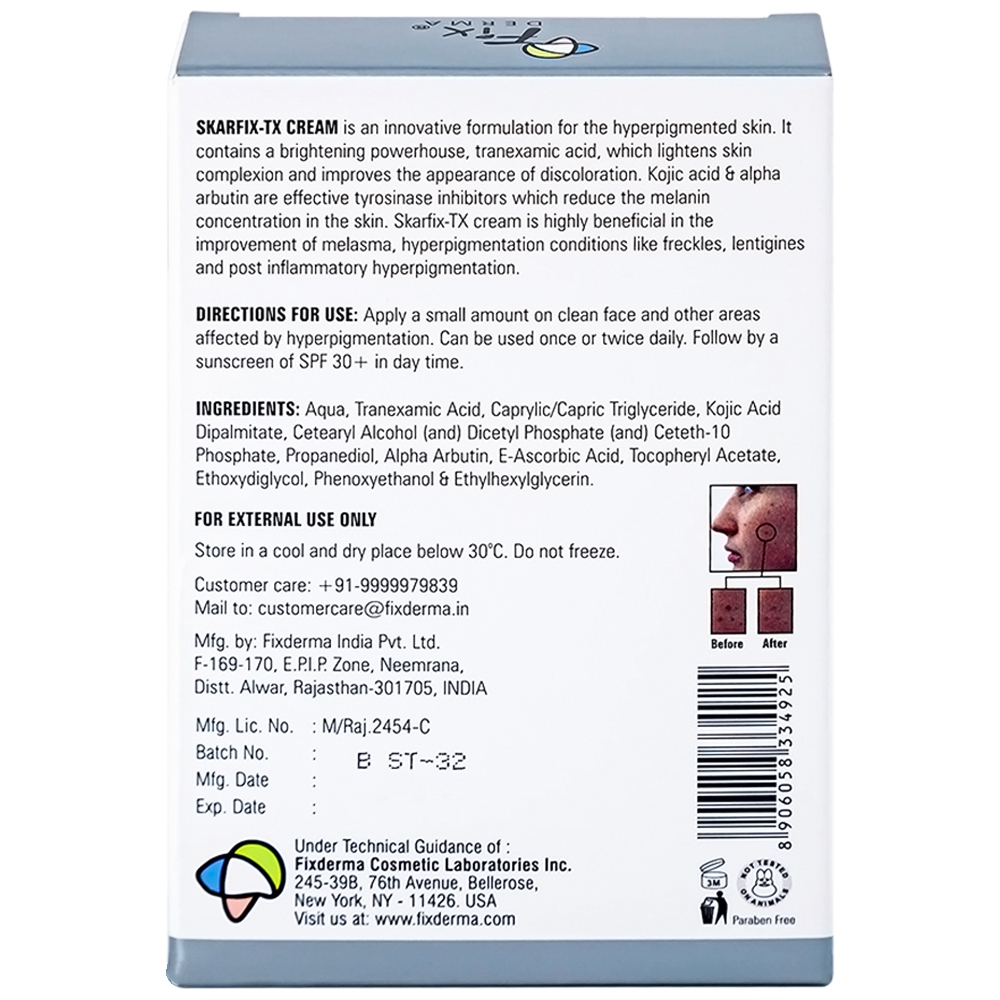 FIX
DERMA®
SKARFIX-TX CREAM is an innovative formulation for the hyperpigmented skin. It
contains a brightening powerhouse, tranexamic acid, which lightens skin
complexion and improves the appearance of discoloration. Kojic acid & alpha
arbutin are effective tyrosinase inhibitors which reduce the melanin
concentration in the skin. Skarfix-TX cream is highly beneficial in the
improvement of melasma, hyperpigmentation conditions like freckles, lentigines
and post inflammatory hyperpigmentation.
DIRECTIONS FOR USE: Apply a small amount on clean face and other areas
affected by hyperpigmentation. Can be used once or twice daily. Follow by a
sunscreen of SPF 30+ in day time.
INGREDIENTS: Aqua, Tranexamic Acid, Caprylic/Capric Triglyceride, Kojic Acid
Dipalmitate, Cetearyl Alcohol (and) Dicetyl Phosphate (and) Ceteth-10
Phosphate, Propanediol, Alpha Arbutin, E-Ascorbic Acid, Tocopheryl Acetate,
Ethoxydiglycol, Phenoxyethanol & Ethylhexylglycerin.
FOR EXTERNAL USE ONLY
Store in a cool and dry place below 30°C. Do not freeze.
Customer care: +91-9999979839
Mail to: customercare@fixderma.in
Mfg. by: Fixderma India Pvt. Ltd.
F-169-170, E.P.I.P. Zone, Neemrana,
Distt. Alwar, Rajasthan-301705, INDIA
Before After
Mfg. Lic. No. : M/Raj.2454-C
Batch No. : B ST-32
Mfg. Date :
Exp. Date :
8 906058 334925
Under Technical Guidance of :
Fixderma Cosmetic Laboratories Inc.
245-39B, 76th Avenue, Bellerose,
New York, NY - 11426. USA
Visit us at: www.fixderma.com
3M
NOT TESTED
ON ANIMALS
Paraben Free